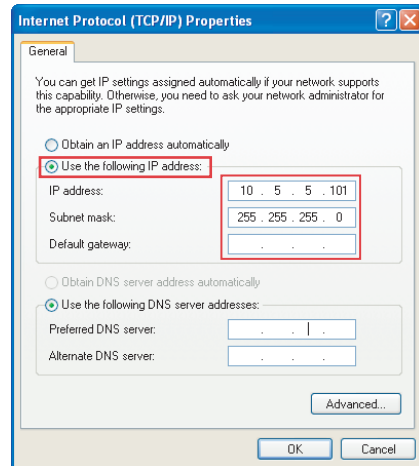 Internet Protocol (TCP/IP) Properties
General
You can get IP settings assigned automatically if your network supports
this capability. Otherwise, you need to ask your network administrator for
the appropriate IP settings.
Obtain an IP address automatically
Use the following IP address:
IP address: 10 . 5 . 5 . 101
Subnet mask: 255 . 255 . 255 . 0
Default gateway: . . .
Obtain DNS server address automatically
Use the following DNS server addresses:
Preferred DNS server: . . .
Alternate DNS server: . . .
Advanced...
OK Cancel